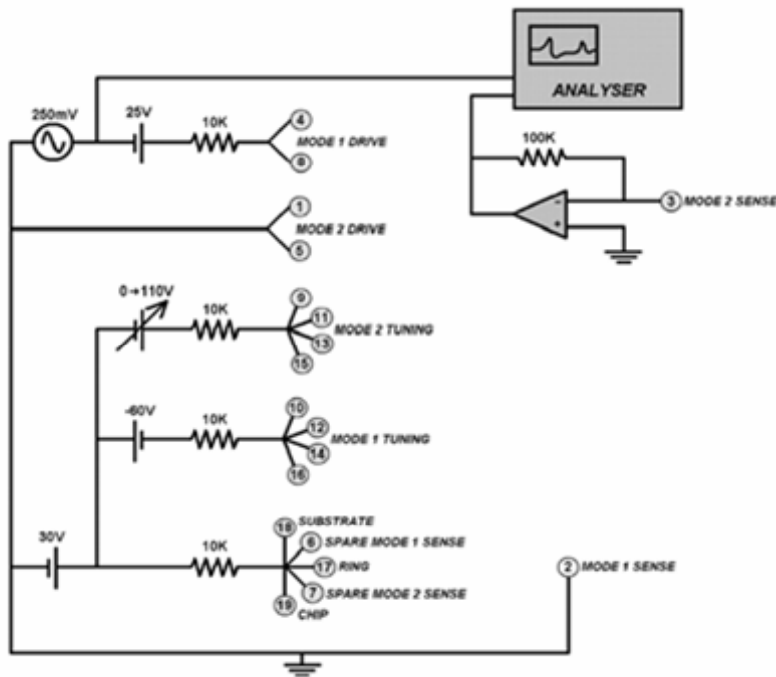 ANALYSER
250mV
25V
10K
4
8
MODE 1 DRIVE
100K
-
+
3
MODE 2 SENSE
1
5
MODE 2 DRIVE
0→110V
10K
9
11
13
15
MODE 2 TUNING
-60V
10K
10
12
14
16
MODE 1 TUNING
30V
10K
18 SUBSTRATE
6 SPARE MODE 1 SENSE
17 RING
7 SPARE MODE 2 SENSE
19 CHIP
2 MODE 1 SENSE